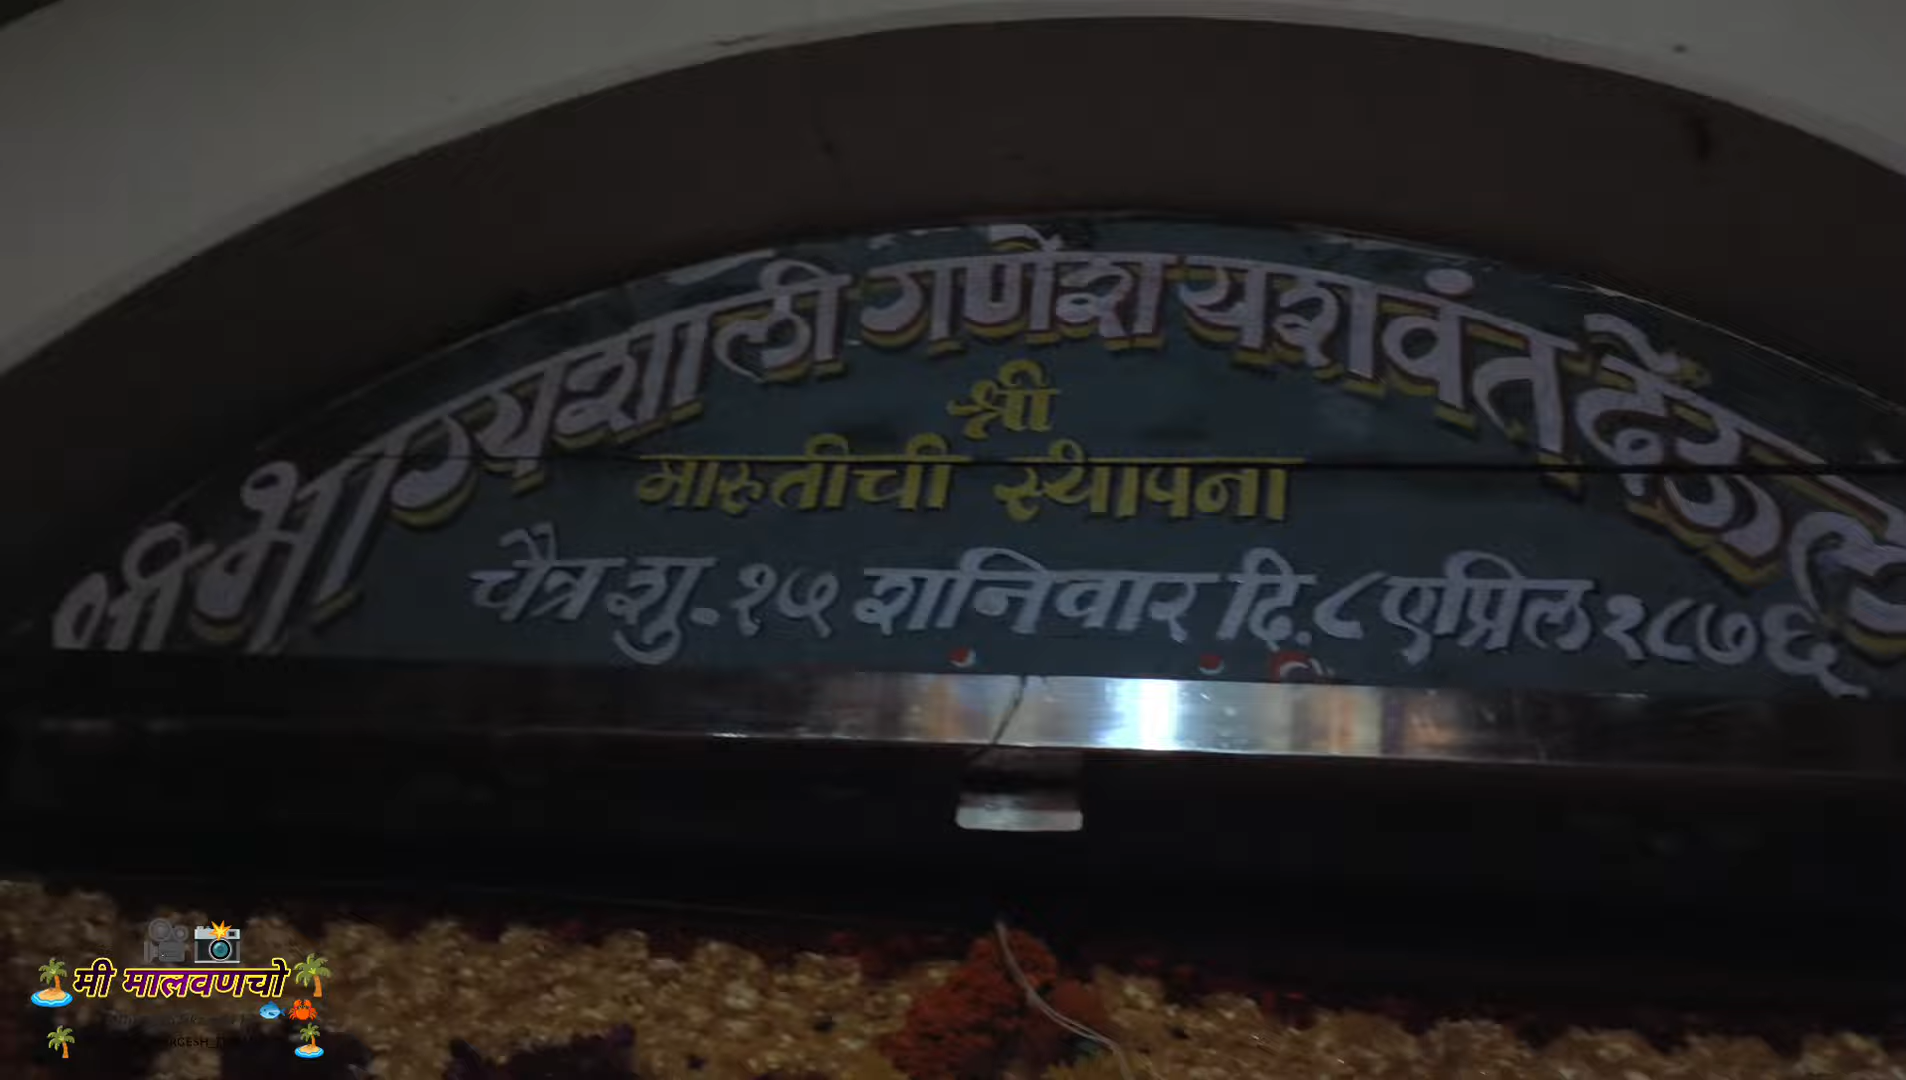 श्री भाग्यशाली गणेश यशवंत
श्री
मारुतीची स्थापना
चैत्र शु. १५ शनिवार दि. ८ एप्रिल १८७६
मी मालवणचो